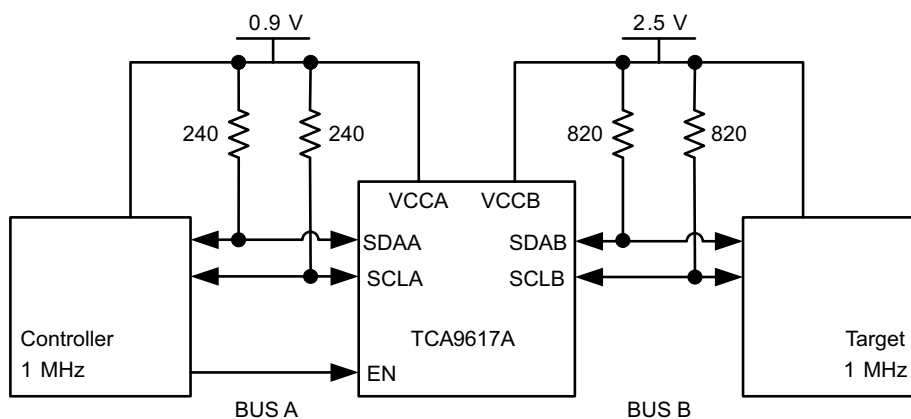 0.9 V
2.5 V
240
240
820
820
VCCA
VCCB
SDAA
SDAB
SCLA
SCLB
Controller
1 MHz
TCA9617A
EN
Target
1 MHz
BUS A
BUS B